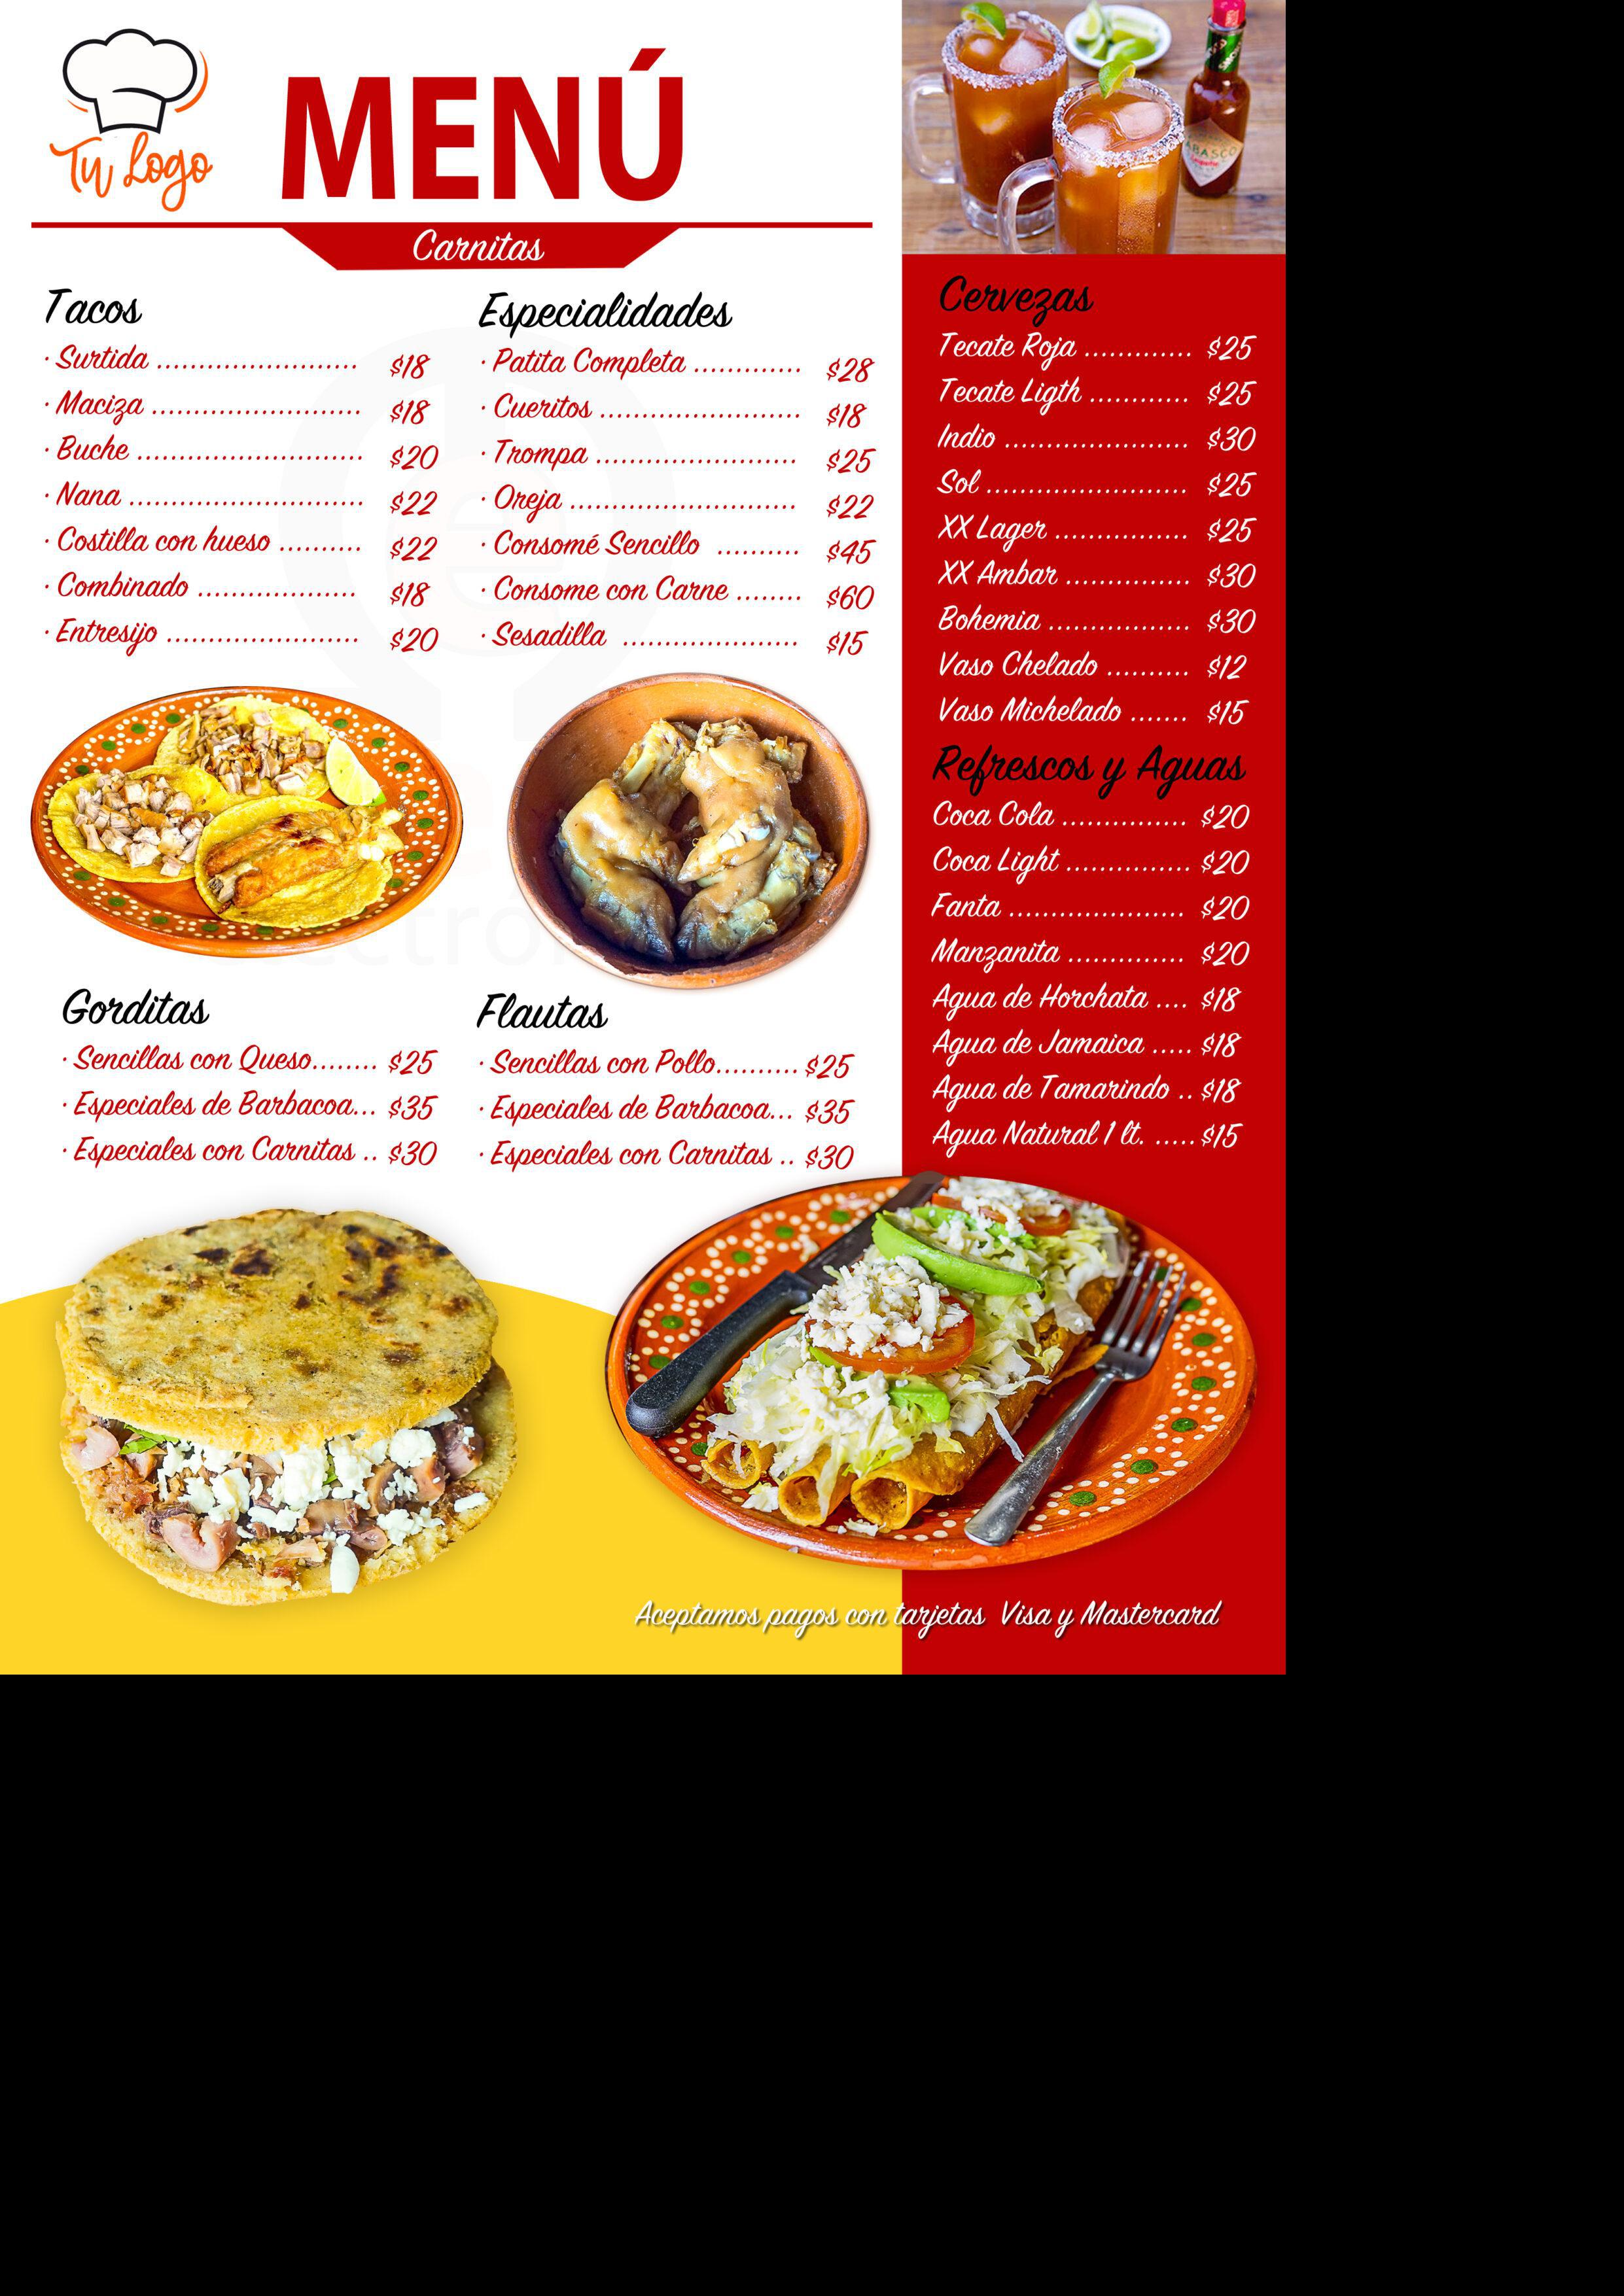 Tu Logo
MENÚ
Carnitas
Tacos
· Surtida ........................ $18
· Maciza ......................... $18
· Buche ........................... $20
· Nana ............................ $22
· Costilla con hueso .......... $22
· Combinado ................... $18
· Entresijo ....................... $20
Especialidades
· Patita Completa ............. $28
· Cueritos ........................ $18
· Trompa ........................ $25
· Oreja ........................... $22
· Consomé Sencillo .......... $45
· Consome con Carne ........ $60
· Sesadilla ..................... $15
Gorditas
· Sencillas con Queso........ $25
· Especiales de Barbacoa... $35
· Especiales con Carnitas .. $30
Flautas
· Sencillas con Pollo.......... $25
· Especiales de Barbacoa... $35
· Especiales con Carnitas .. $30
Cervezas
Tecate Roja ............. $25
Tecate Ligth ............ $25
Indio ...................... $30
Sol ........................ $25
XX Lager ................ $25
XX Ambar ............... $30
Bohemia ................. $30
Vaso Chelado .......... $12
Vaso Michelado ....... $15
Refrescos y Aguas
Coca Cola ............... $20
Coca Light ............... $20
Fanta ..................... $20
Manzanita .............. $20
Agua de Horchata .... $18
Agua de Jamaica ..... $18
Agua de Tamarindo .. $18
Agua Natural 1 lt. ..... $15
Aceptamos pagos con tarjetas Visa y Mastercard